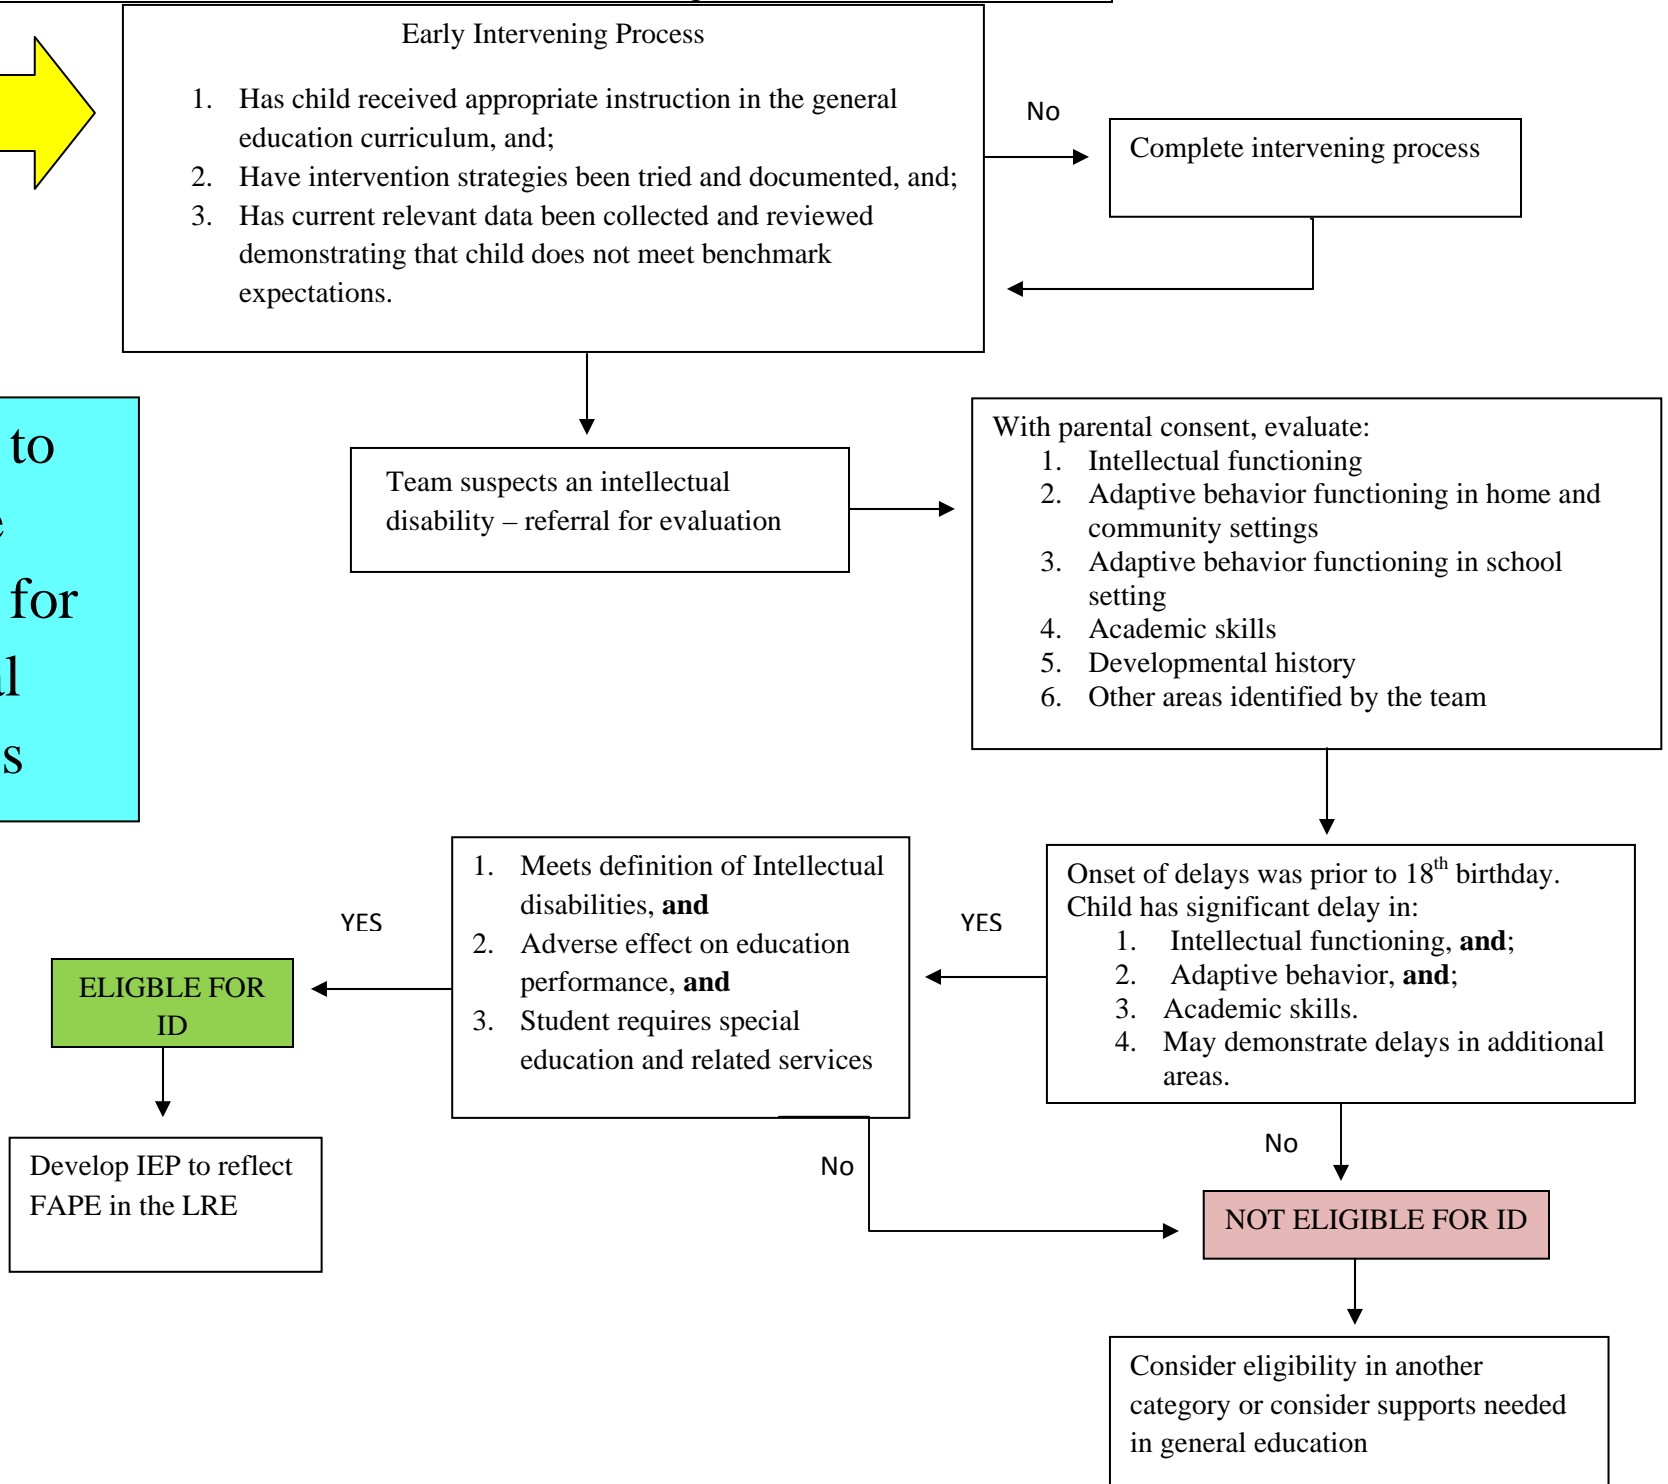 Early Intervening Process
1. Has child received appropriate instruction in the general
education curriculum, and;
2. Have intervention strategies been tried and documented, and;
3. Has current relevant data been collected and reviewed
demonstrating that child does not meet benchmark
expectations.
No
Complete intervening process
to
for
Team suspects an intellectual
disability – referral for evaluation
With parental consent, evaluate:
1. Intellectual functioning
2. Adaptive behavior functioning in home and
community settings
3. Adaptive behavior functioning in school
setting
4. Academic skills
5. Developmental history
6. Other areas identified by the team
Onset of delays was prior to 18th birthday.
Child has significant delay in:
1. Intellectual functioning, and;
2. Adaptive behavior, and;
3. Academic skills.
4. May demonstrate delays in additional
areas.
YES
1. Meets definition of Intellectual
disabilities, and
2. Adverse effect on education
performance, and
3. Student requires special
education and related services
YES
ELIGBLE FOR
ID
Develop IEP to reflect
FAPE in the LRE
No
No
NOT ELIGIBLE FOR ID
Consider eligibility in another
category or consider supports needed
in general education